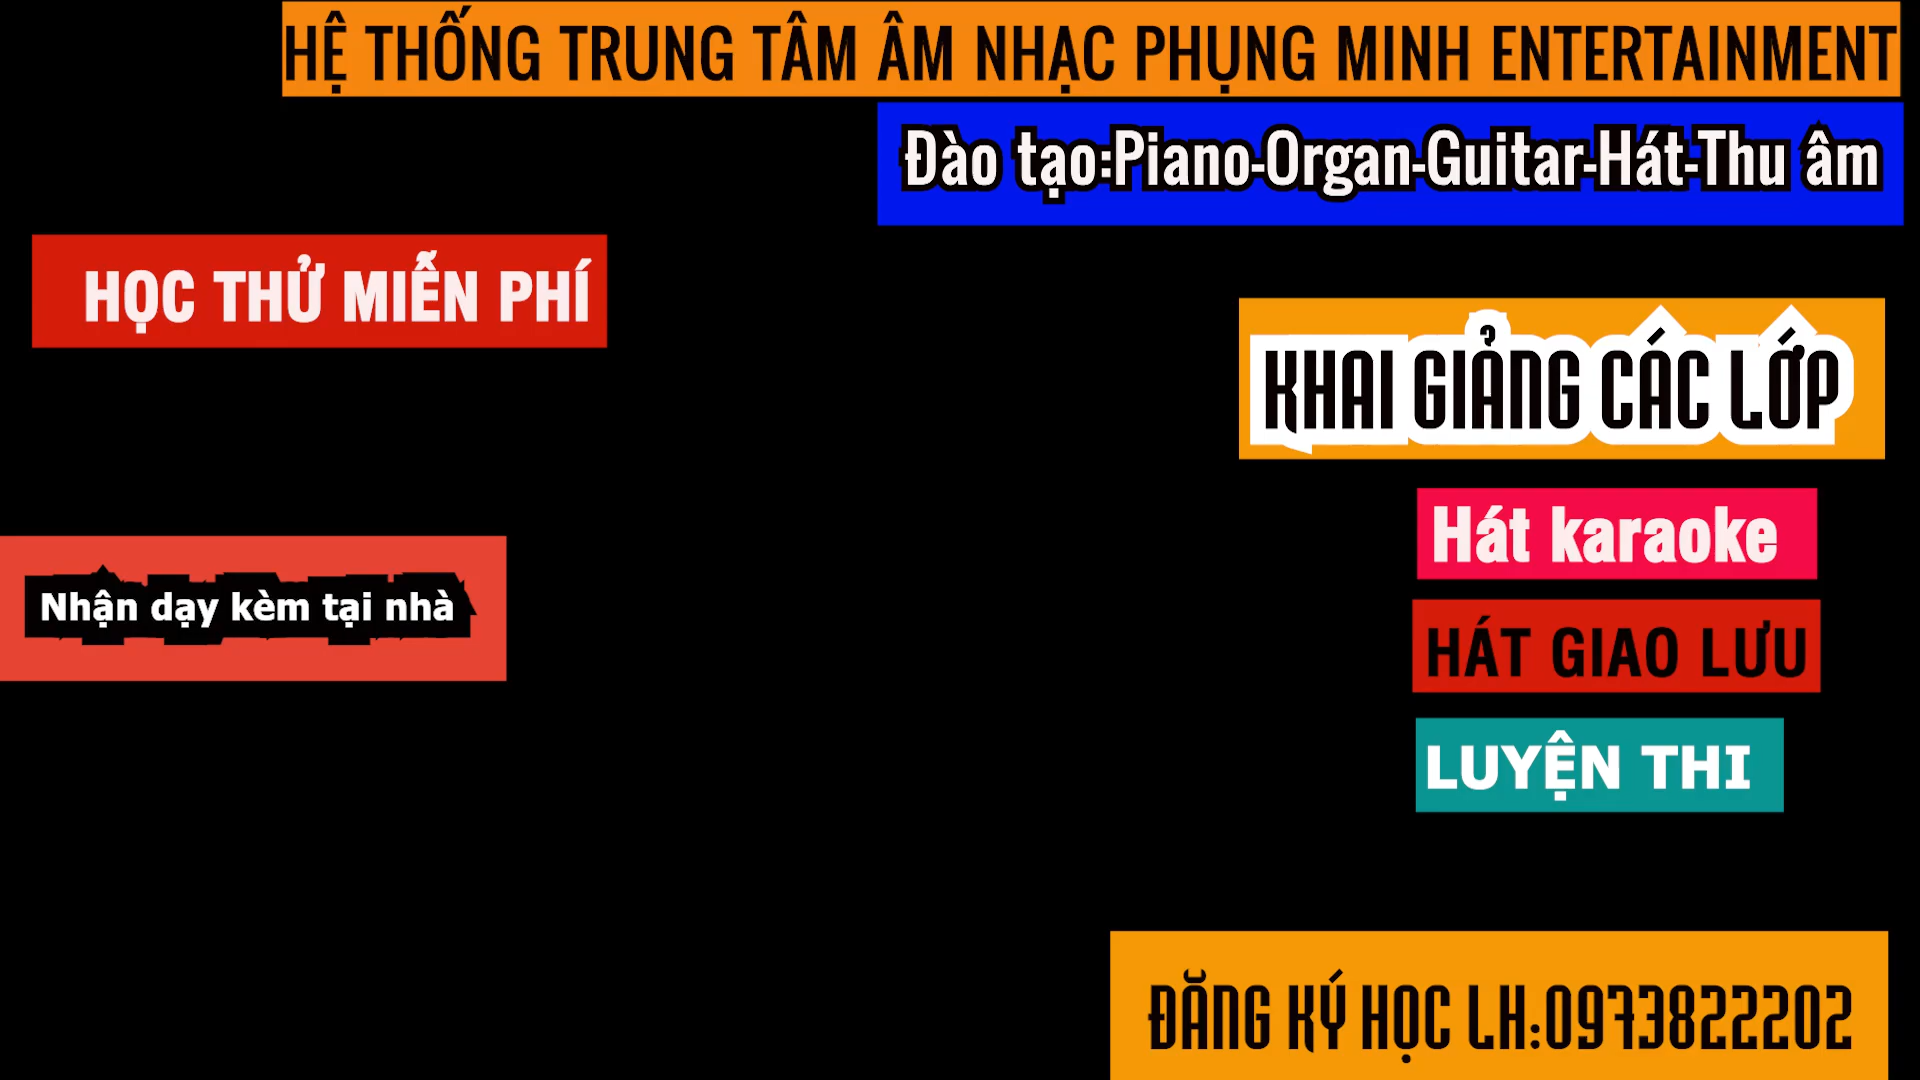 HỆ THỐNG TRUNG TÂM ÂM NHẠC PHỤNG MINH ENTERTAINMENT
Đào tạo:Piano-Organ-Guitar-Hát-Thu âm
HỌC THỬ MIỄN PHÍ
KHAI GIẢNG CÁC LỚP
Hát karaoke
Nhận dạy kèm tại nhà
HÁT GIAO LƯU
LUYỆN THI
ĐĂNG KÝ HỌC LH:0973822202